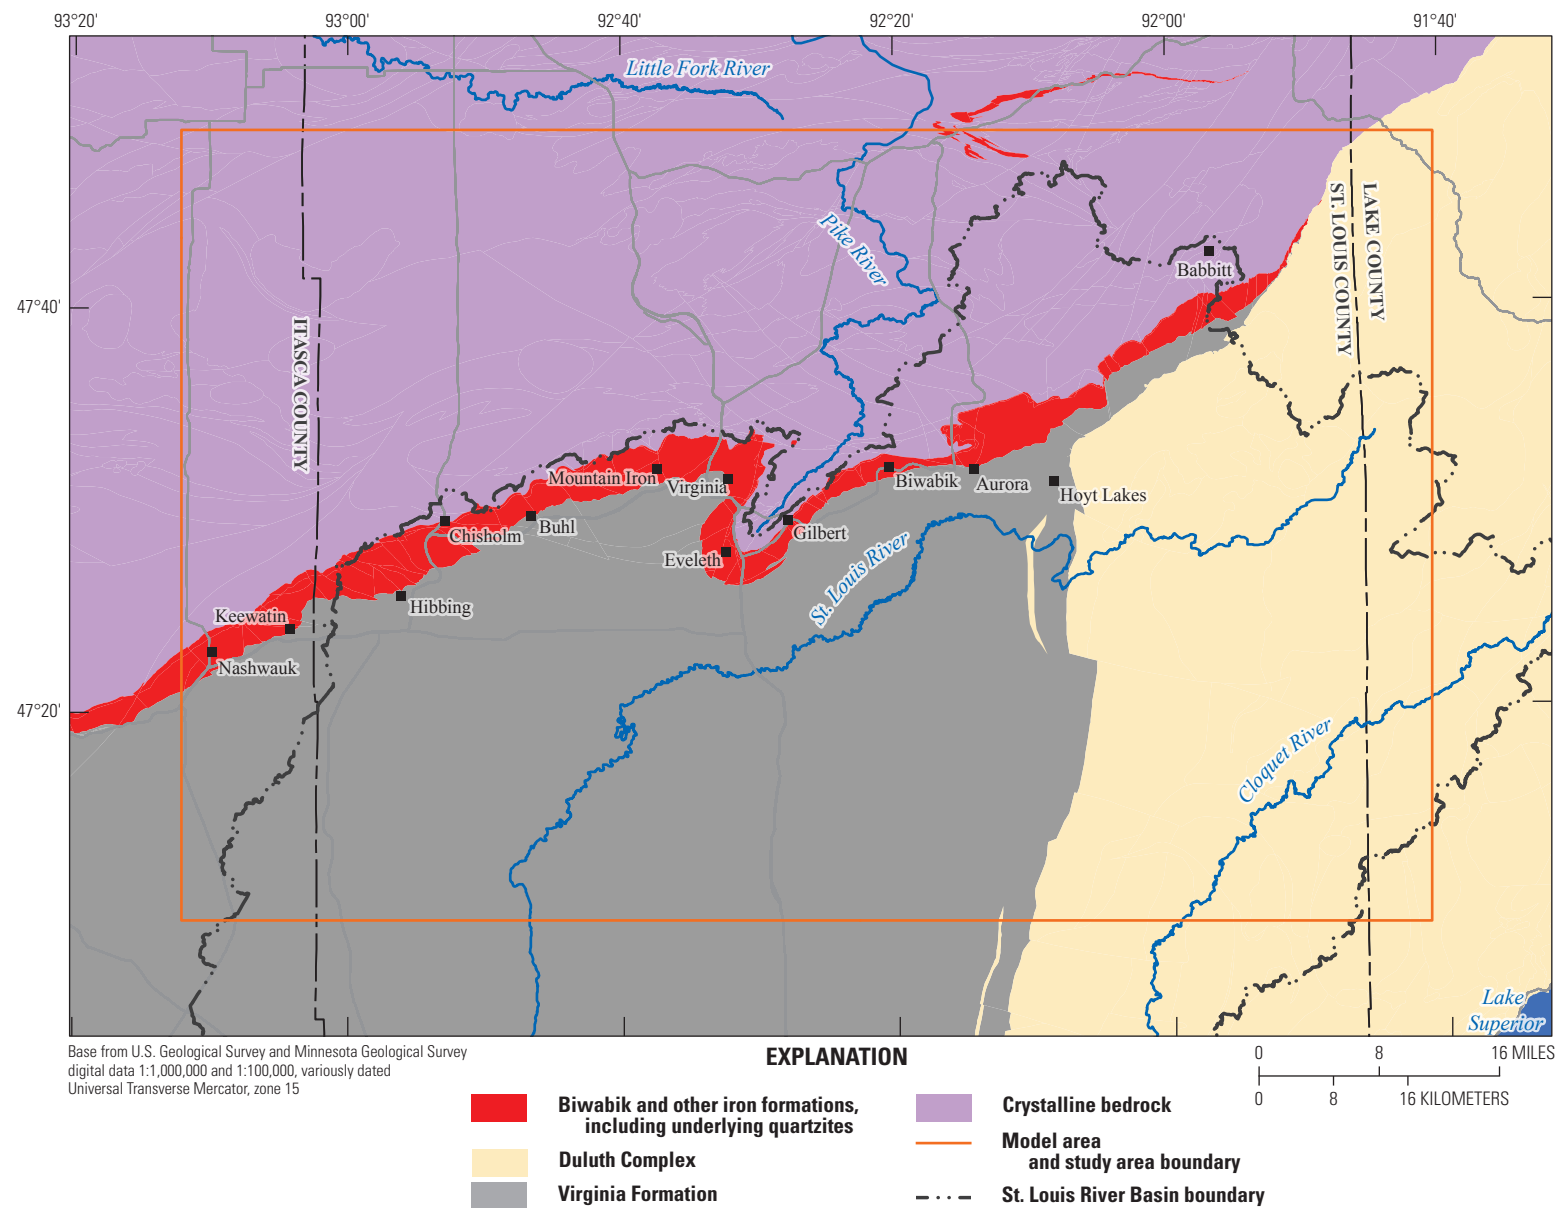 93°20'
93°00'
92°40'
92°20'
92°00'
91°40'
Little Fork River
Pike River
LAKE COUNTY
ST. LOUIS COUNTY
Babbitt
47°40'
ITASCA COUNTY
Mountain Iron
Virginia
Biwabik
Aurora
Hoyt Lakes
Chisholm
Buhl
Gilbert
Eveleth
St. Louis River
Hibbing
Keewatin
Nashwauk
47°20'
Cloquet River
Lake
Superior
Base from U.S. Geological Survey and Minnesota Geological Survey
digital data 1:1,000,000 and 1:100,000, variously dated
Universal Transverse Mercator, zone 15
EXPLANATION
0 8 16 MILES
0 8 16 KILOMETERS
Biwabik and other iron formations,
including underlying quartzites
Duluth Complex
Virginia Formation
Crystalline bedrock
Model area
and study area boundary
St. Louis River Basin boundary